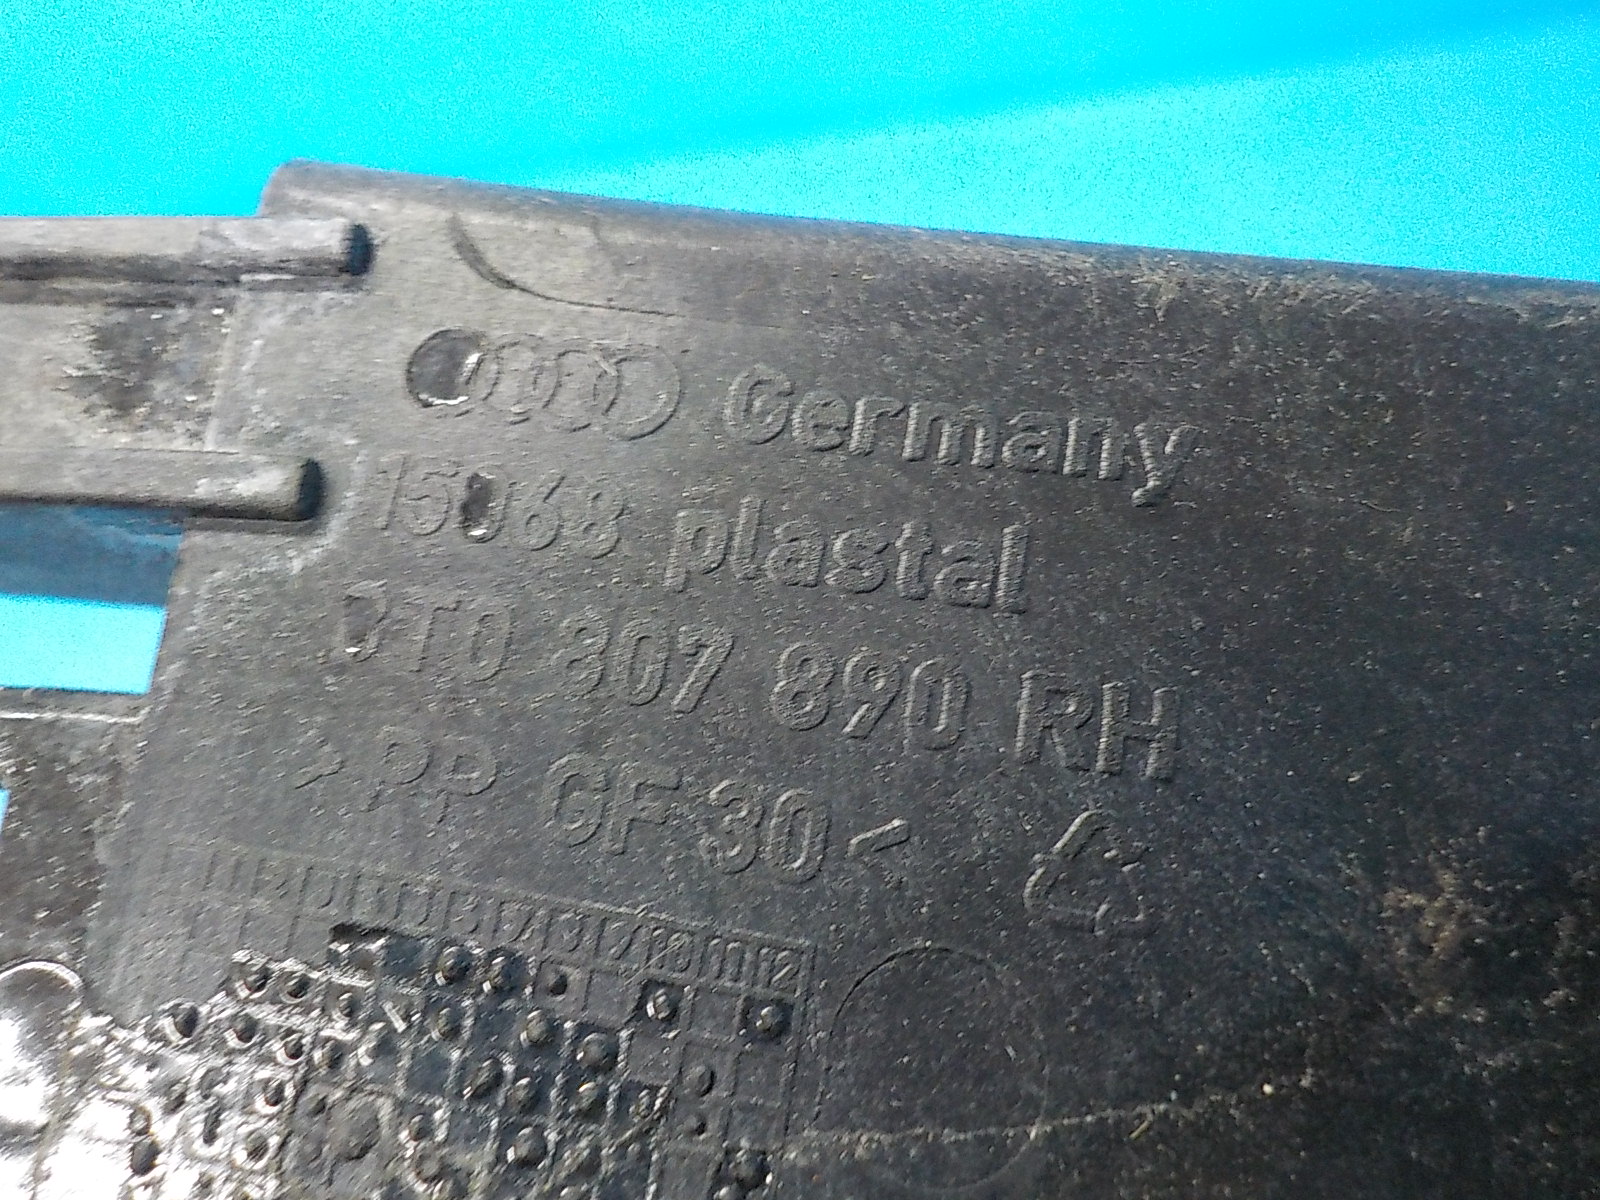 Germany
15068 plastal
8T0 807 890 RH
>PP GF30<